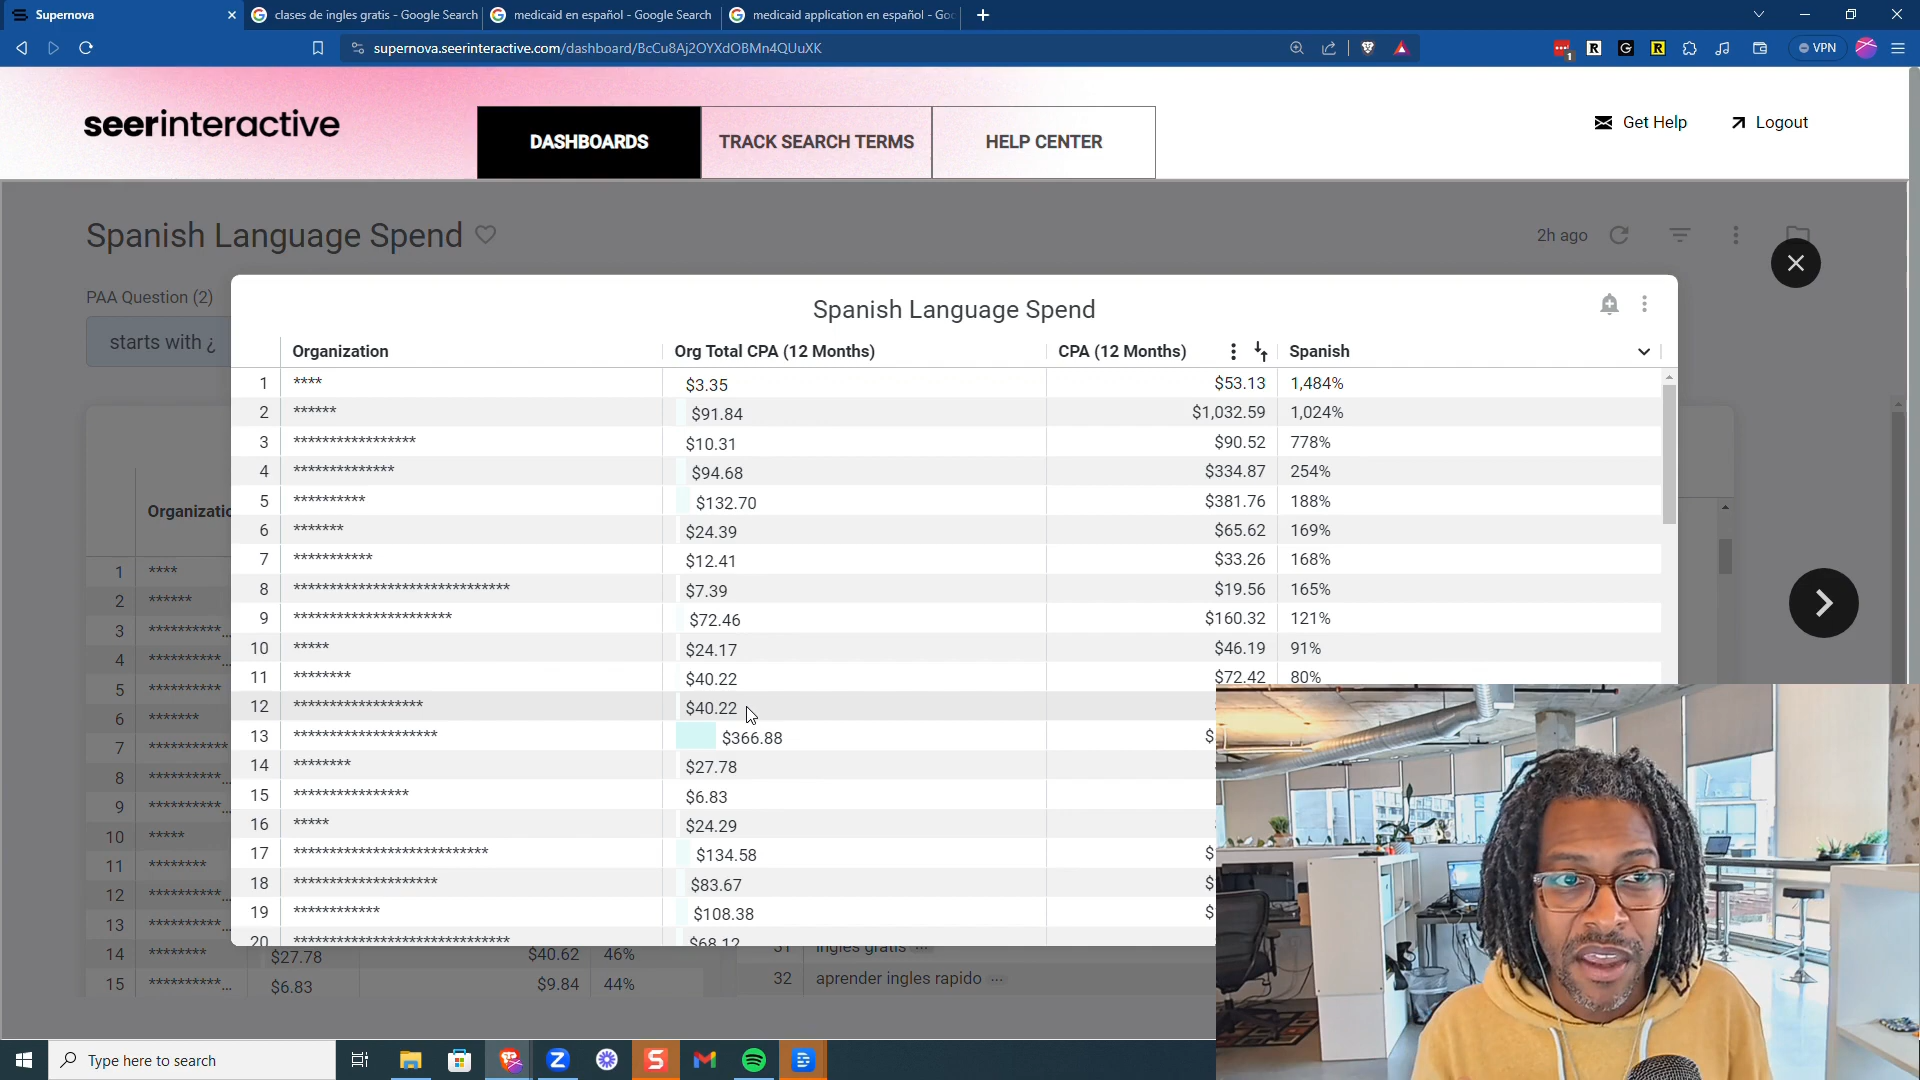 Supernova
clases de ingles gratis - Google Search
medicaid en español - Google Search
medicaid application en español - Goo
supernova.seerinteractive.com/dashboard/BcCu8Aj2OYXdOBMn4QUuXK
1
VPN
seerinteractive
DASHBOARDS
TRACK SEARCH TERMS
HELP CENTER
Get Help
Logout
Spanish Language Spend
2h ago
PAA Question (2)
starts with ¿
Spanish Language Spend
Organization Org Total CPA (12 Months) CPA (12 Months) Spanish
1 **** $3.35 $53.13 1,484%
2 ****** $91.84 $1,032.59 1,024%
3 ***************** $10.31 $90.52 778%
4 ************** $94.68 $334.87 254%
5 ********** $132.70 $381.76 188%
6 ******* $24.39 $65.62 169%
7 *********** $12.41 $33.26 168%
8 ****************************** $7.39 $19.56 165%
9 ********************** $72.46 $160.32 121%
10 ***** $24.17 $46.19 91%
11 ******** $40.22 $72.42 80%
12 ****************** $40.22
13 ******************** $366.88 $
14 ******** $27.78
15 **************** $6.83
16 ***** $24.29
17 *************************** $134.58 $
18 ******************** $83.67 $
19 ************ $108.38 $
20 ****************************** $68.12
Organizatio
1 ****
2 ******
3 **********...
4 **********...
5 **********
6 *******
7 ***********
8 **********...
9 **********...
10 *****
11 ********
12 **********...
13 **********...
14 ******** $27.78 $40.62 46%
15 **********... $6.83 $9.84 44%
31 ingles gratis ...
32 aprender ingles rapido ...
Type here to search